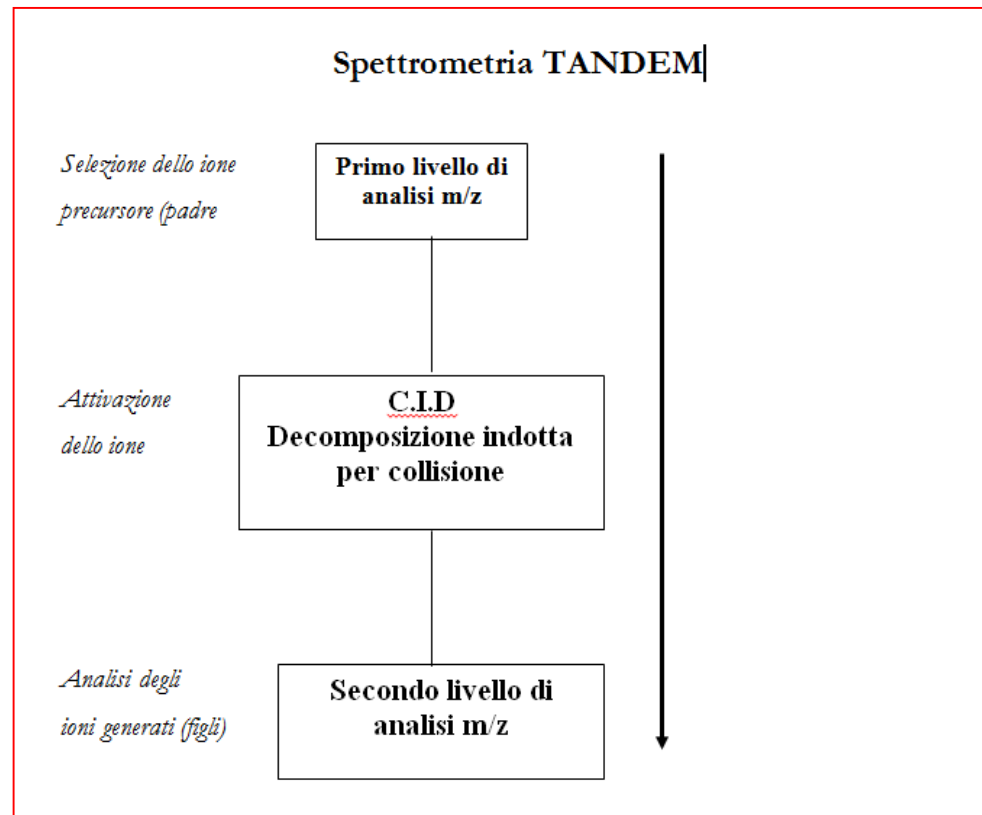 Spettrometria TANDEM
Selezione dello ione
precursore (padre
Primo livello di
analisi m/z
Attivazione
dello ione
C.I.D
Decomposizione indotta
per collisione
Analisi degli
ioni generati (figli)
Secondo livello di
analisi m/z